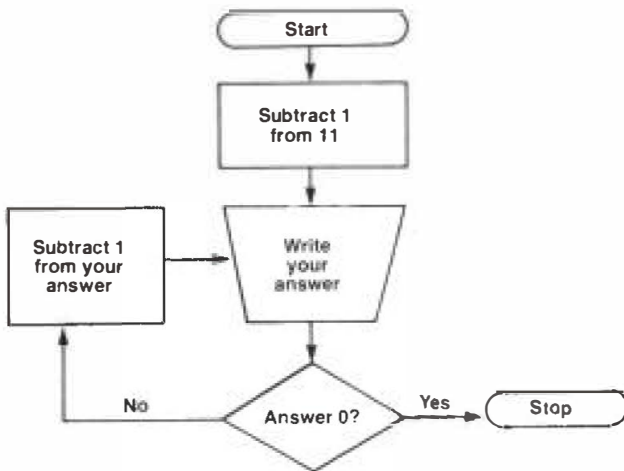 Start
Subtract 1
from 11
Write
your
answer
Subtract 1
from your
answer
Answer 0?
No
Yes
Stop